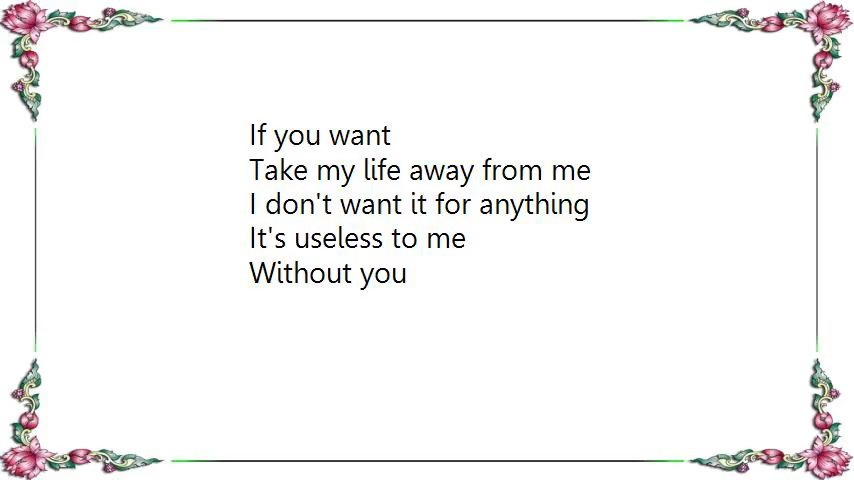 If you want
Take my life away from me
I don't want it for anything
It's useless to me
Without you